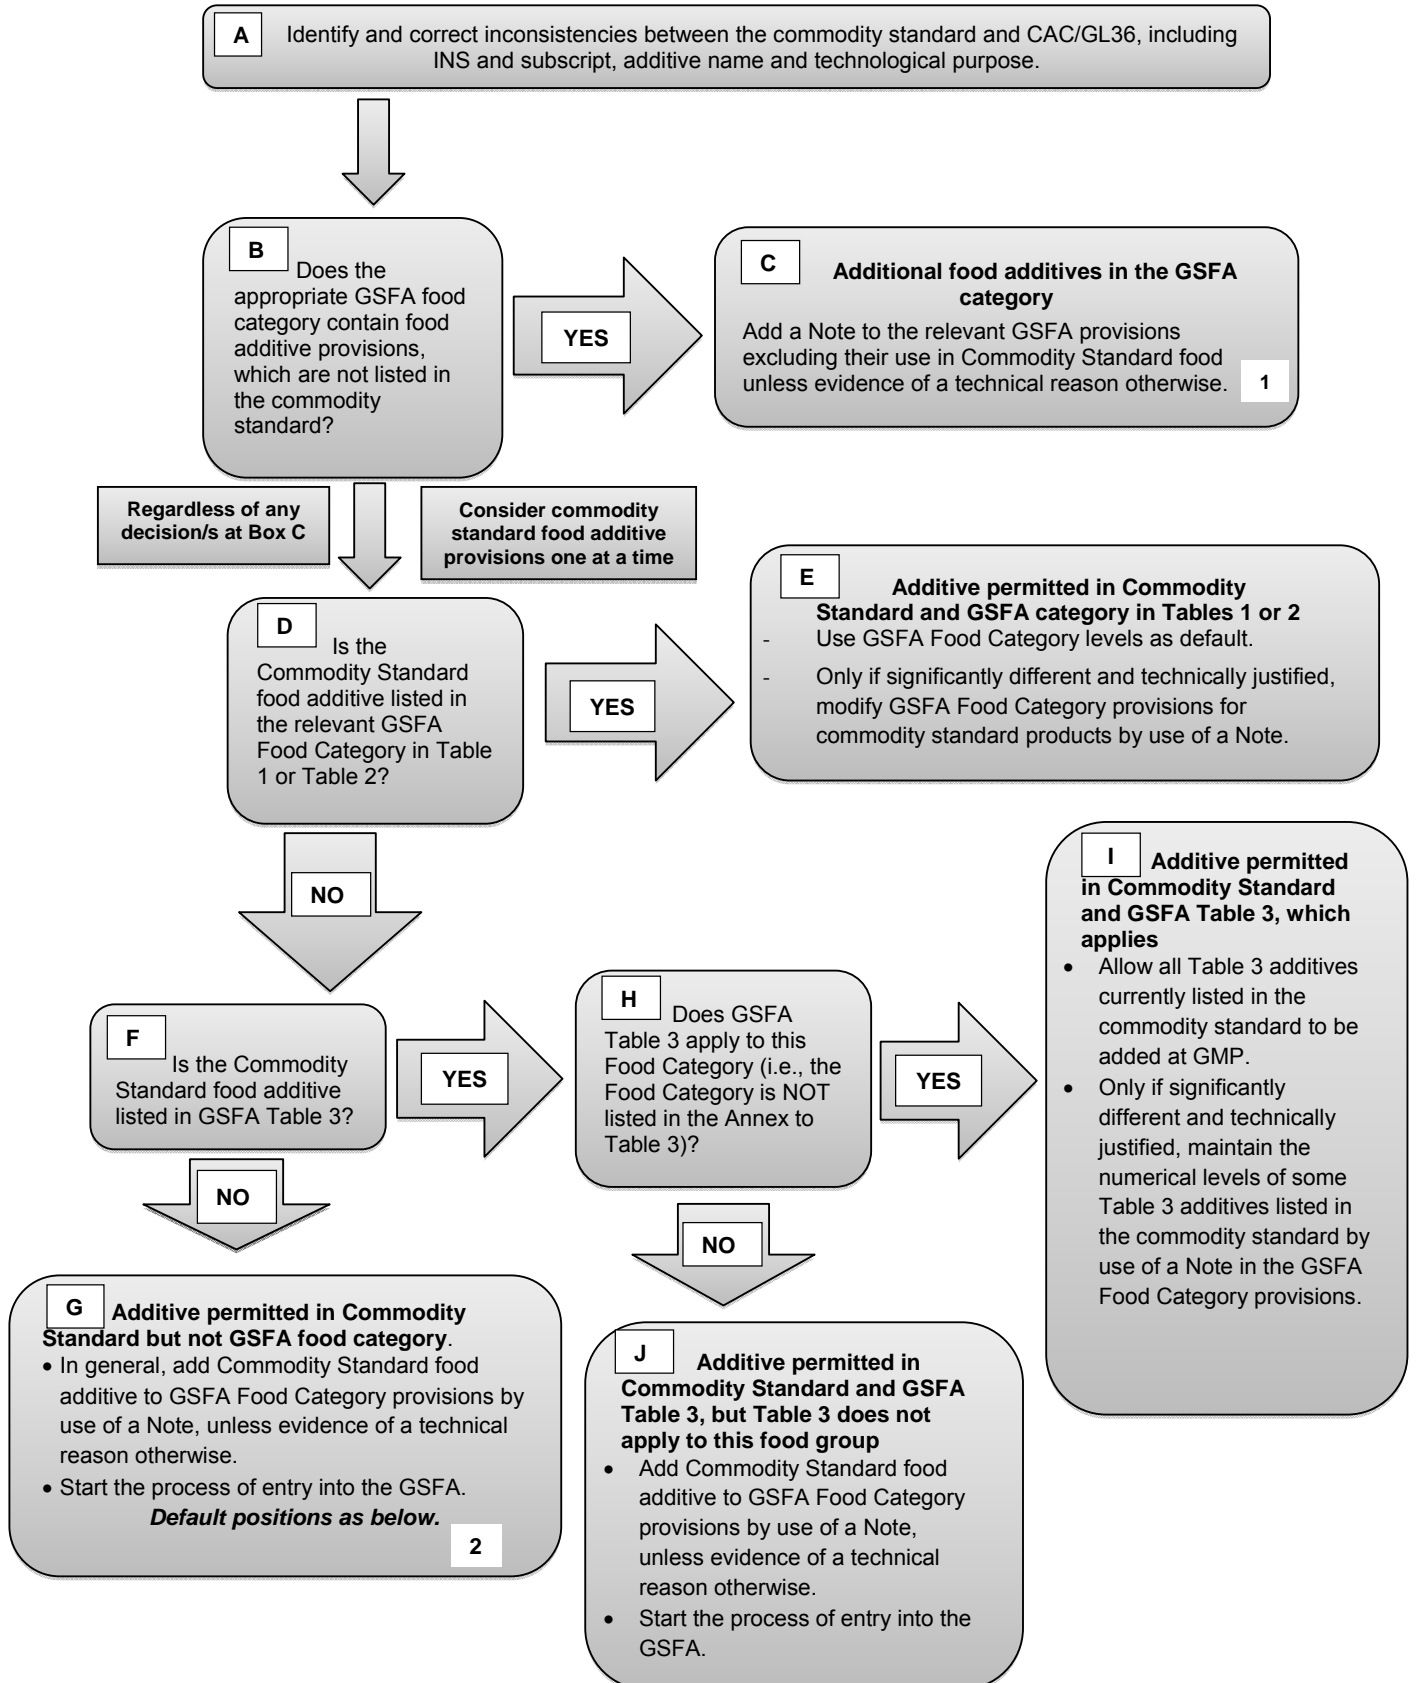 A
Identify and correct inconsistencies between the commodity standard and CAC/GL36, including
INS and subscript, additive name and technological purpose.
B
Does the
appropriate GSFA food
category contain food
additive provisions,
which are not listed in
the commodity
standard?
YES
C
Additional food additives in the GSFA
category
Add a Note to the relevant GSFA provisions
excluding their use in Commodity Standard food
unless evidence of a technical reason otherwise.
1
Regardless of any
decision/s at Box C
Consider commodity
standard food additive
provisions one at a time
D
Is the
Commodity Standard
food additive listed in
the relevant GSFA
Food Category in Table
1 or Table 2?
YES
E
Additive permitted in Commodity
Standard and GSFA category in Tables 1 or 2
- Use GSFA Food Category levels as default.
- Only if significantly different and technically justified,
modify GSFA Food Category provisions for
commodity standard products by use of a Note.
NO
F
Is the Commodity
Standard food additive
listed in GSFA Table 3?
YES
H
Does GSFA
Table 3 apply to this
Food Category (i.e., the
Food Category is NOT
listed in the Annex to
Table 3)?
YES
I
Additive permitted
in Commodity Standard
and GSFA Table 3, which
applies
• Allow all Table 3 additives
currently listed in the
commodity standard to be
added at GMP.
• Only if significantly
different and technically
justified, maintain the
numerical levels of some
Table 3 additives listed in
the commodity standard by
use of a Note in the GSFA
Food Category provisions.
NO
G
Additive permitted in Commodity
Standard but not GSFA food category.
• In general, add Commodity Standard food
additive to GSFA Food Category provisions by
use of a Note, unless evidence of a technical
reason otherwise.
• Start the process of entry into the GSFA.
Default positions as below.
2
NO
J
Additive permitted in
Commodity Standard and GSFA
Table 3, but Table 3 does not
apply to this food group
• Add Commodity Standard food
additive to GSFA Food Category
provisions by use of a Note,
unless evidence of a technical
reason otherwise.
• Start the process of entry into the
GSFA.